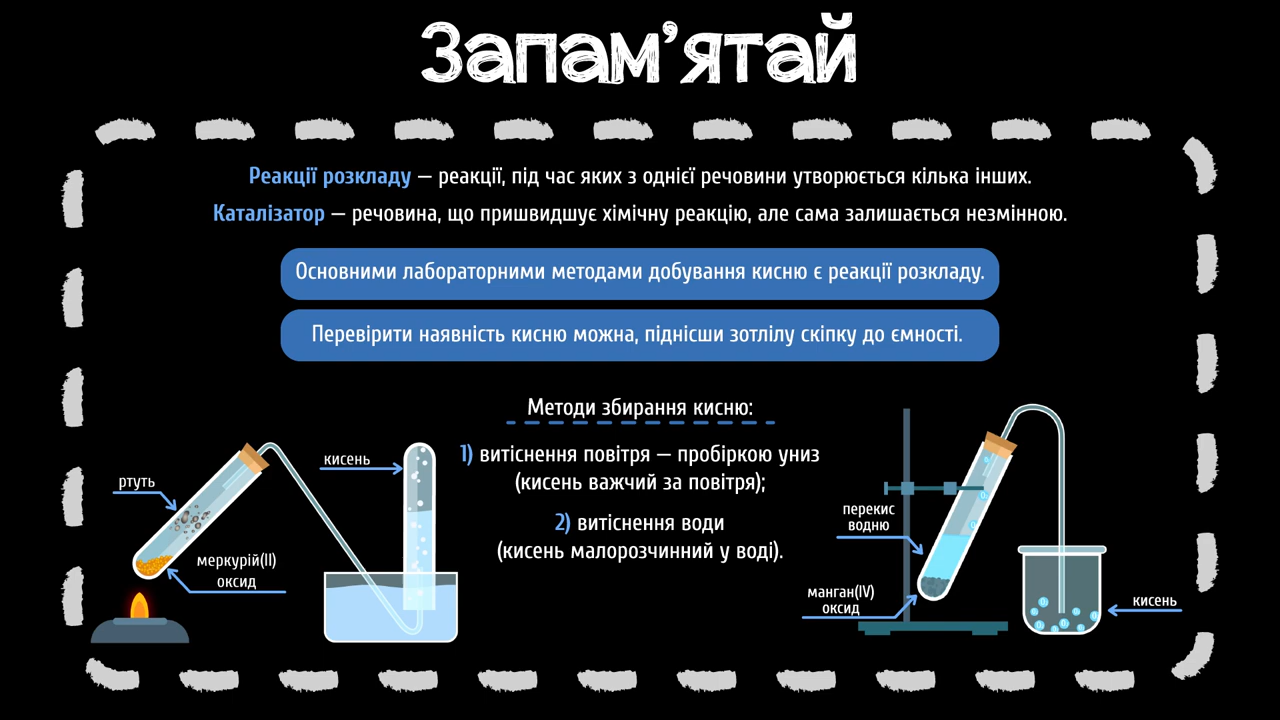 Запам’ятай
Реакції розкладу — реакції, під час яких з однієї речовини утворюється кілька інших.
Каталізатор — речовина, що пришвидшує хімічну реакцію, але сама залишається незмінною.
Основними лабораторними методами добування кисню є реакції розкладу.
Перевірити наявність кисню можна, піднісши зотлілу скіпку до ємності.
Методи збирання кисню:
1) витіснення повітря — пробіркою униз
(кисень важчий за повітря);
2) витіснення води
(кисень малорозчинний у воді).
ртуть
меркурій(II)
оксид
кисень
перекис
водню
манган(IV)
оксид
кисень